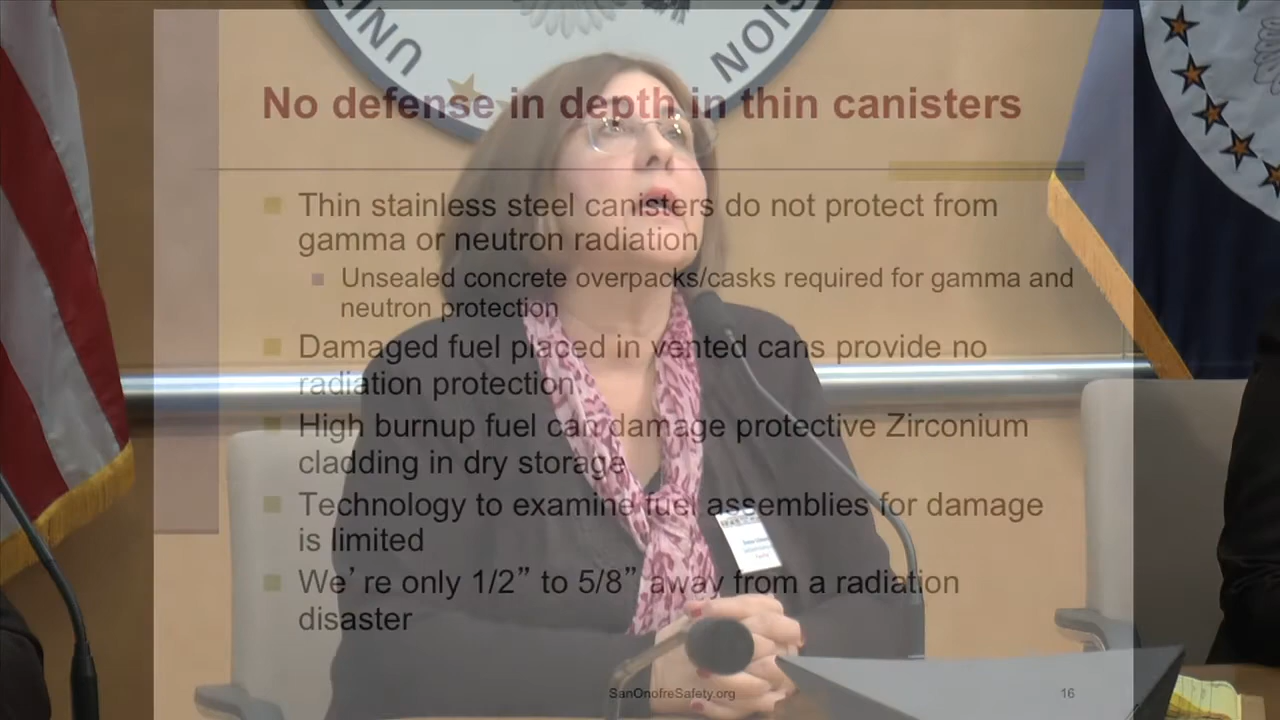 UNIT
SION
No defense in depth in thin canisters
Thin stainless steel canisters do not protect from
gamma or neutron radiation
Unsealed concrete overpacks/casks required for gamma and
neutron protection
Damaged fuel placed in vented cans provide no
radiation protection
High burnup fuel can damage protective Zirconium
cladding in dry storage
Technology to examine fuel assemblies for damage
is limited
We’re only 1/2” to 5/8” away from a radiation
disaster
SanOnofreSafety.org
16